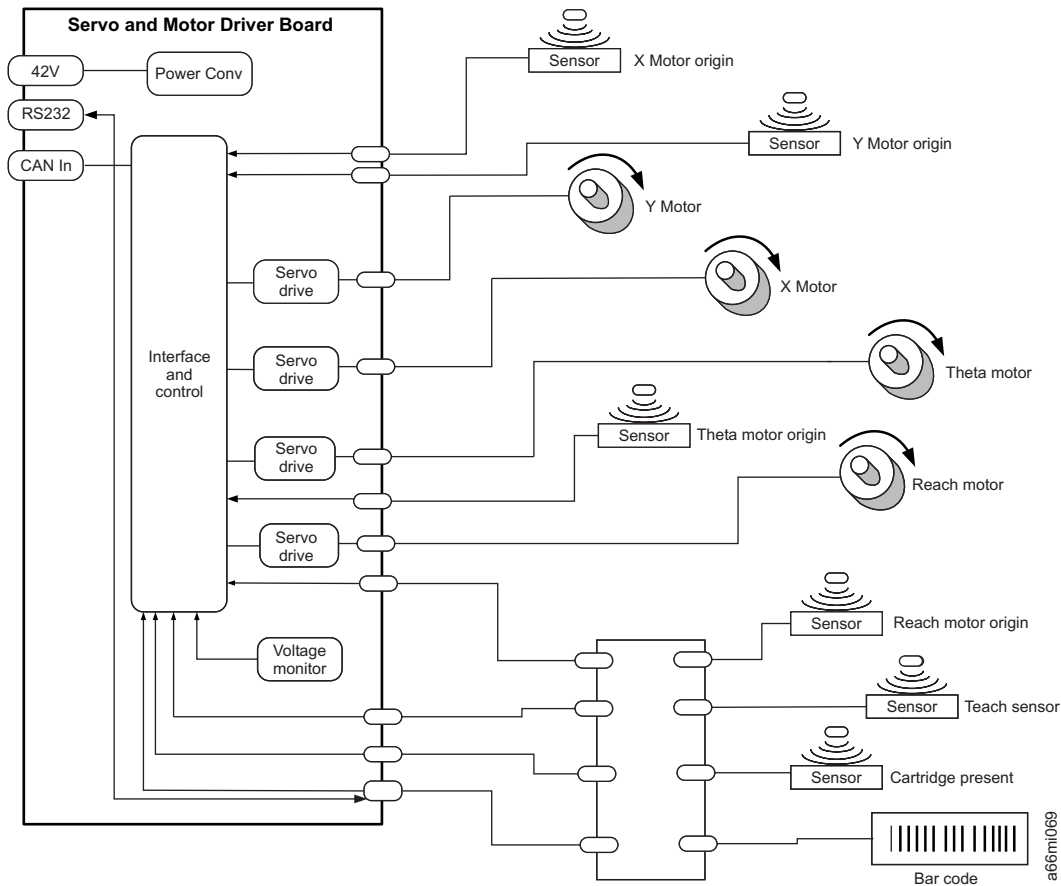 Servo and Motor Driver Board
42V
Power Conv
RS232
CAN In
Sensor
X Motor origin
Sensor
Y Motor origin
Y Motor
Servo
drive
X Motor
Interface
and
control
Servo
drive
Theta motor
Sensor
Theta motor origin
Servo
drive
Reach motor
Servo
drive
Sensor
Reach motor origin
Voltage
monitor
Sensor
Teach sensor
Sensor
Cartridge present
Bar code
a66mi069